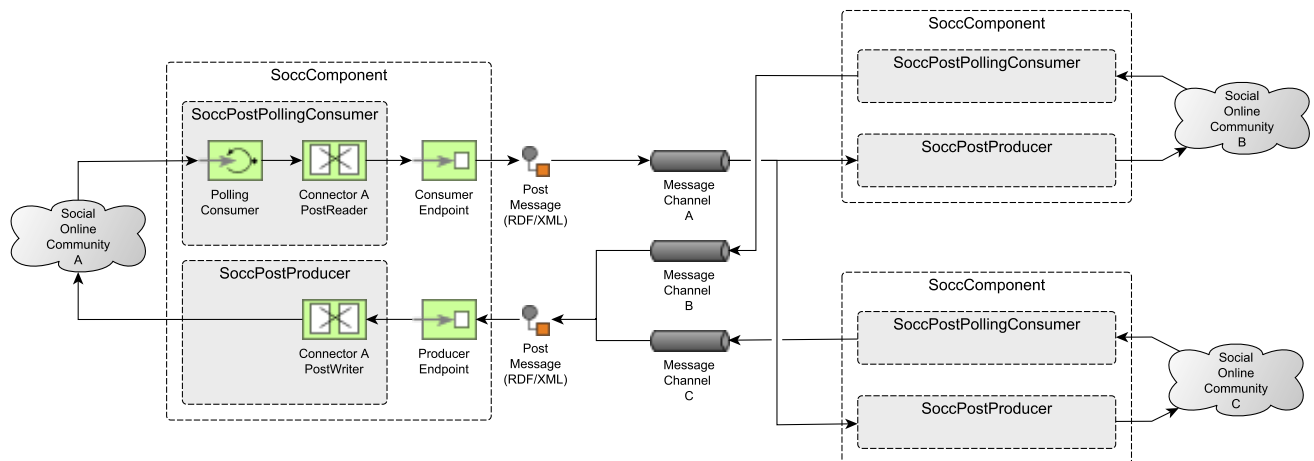 SoccComponent
SoccPostPollingConsumer
Polling
Consumer
Connector A
PostReader
Consumer
Endpoint
Post
Message
(RDF/XML)
Message
Channel
A
Social
Online
Community
A
SoccPostProducer
Connector A
PostWriter
Producer
Endpoint
Post
Message
(RDF/XML)
Message
Channel
B
Message
Channel
C
SoccComponent
SoccPostPollingConsumer
SoccPostProducer
Social
Online
Community
B
SoccComponent
SoccPostPollingConsumer
SoccPostProducer
Social
Online
Community
C